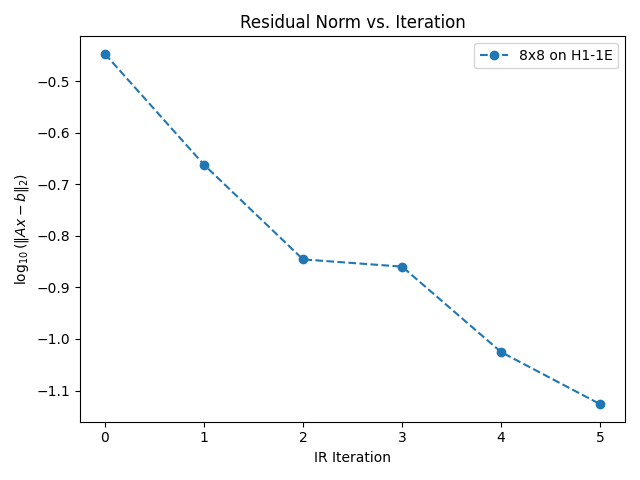 Residual Norm vs. Iteration
8x8 on H1-1E
−0.5
−0.6
−0.7
−0.8
−0.9
−1.0
−1.1
log₁₀(‖Ax − b‖₂)
0 1 2 3 4 5
IR Iteration